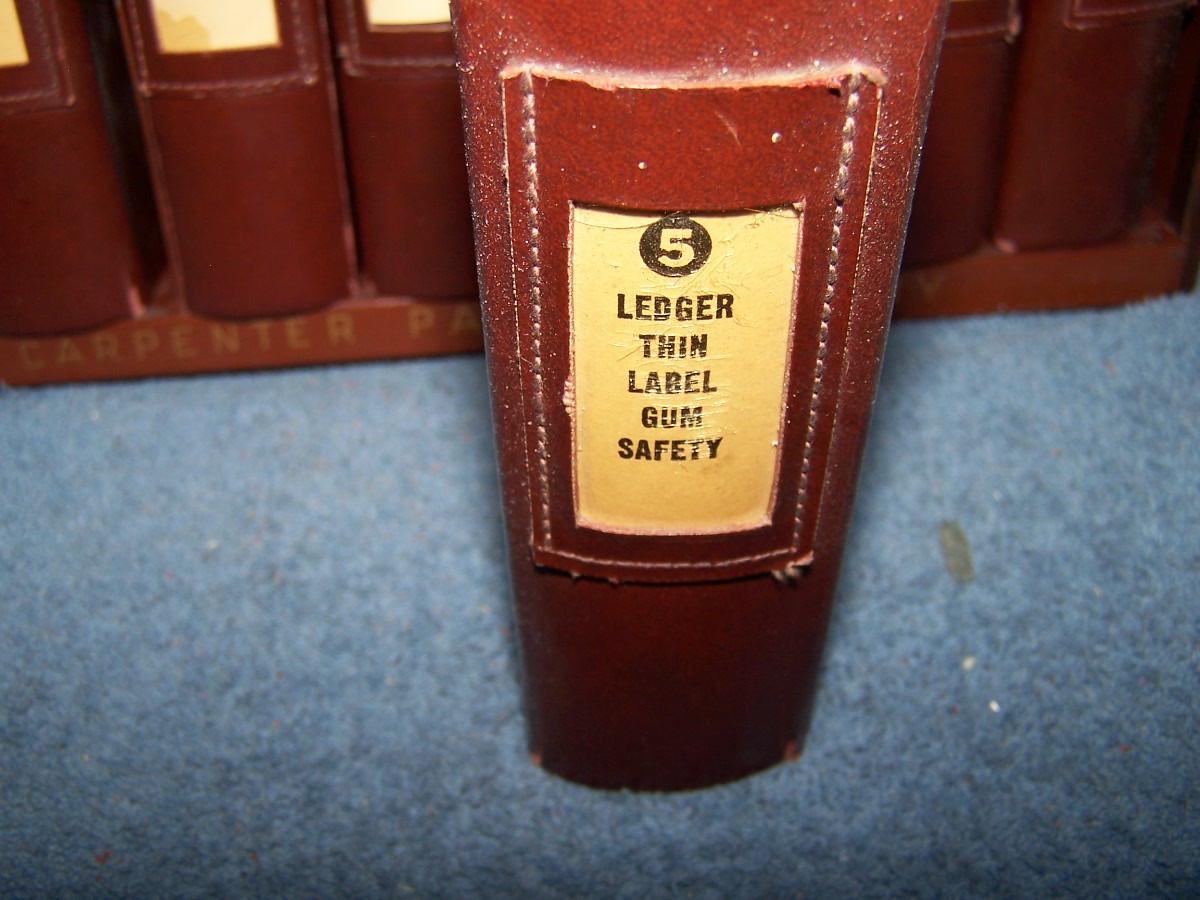 5
LEDGER
THIN
LABEL
GUM
SAFETY
CARPENTER PA
Y